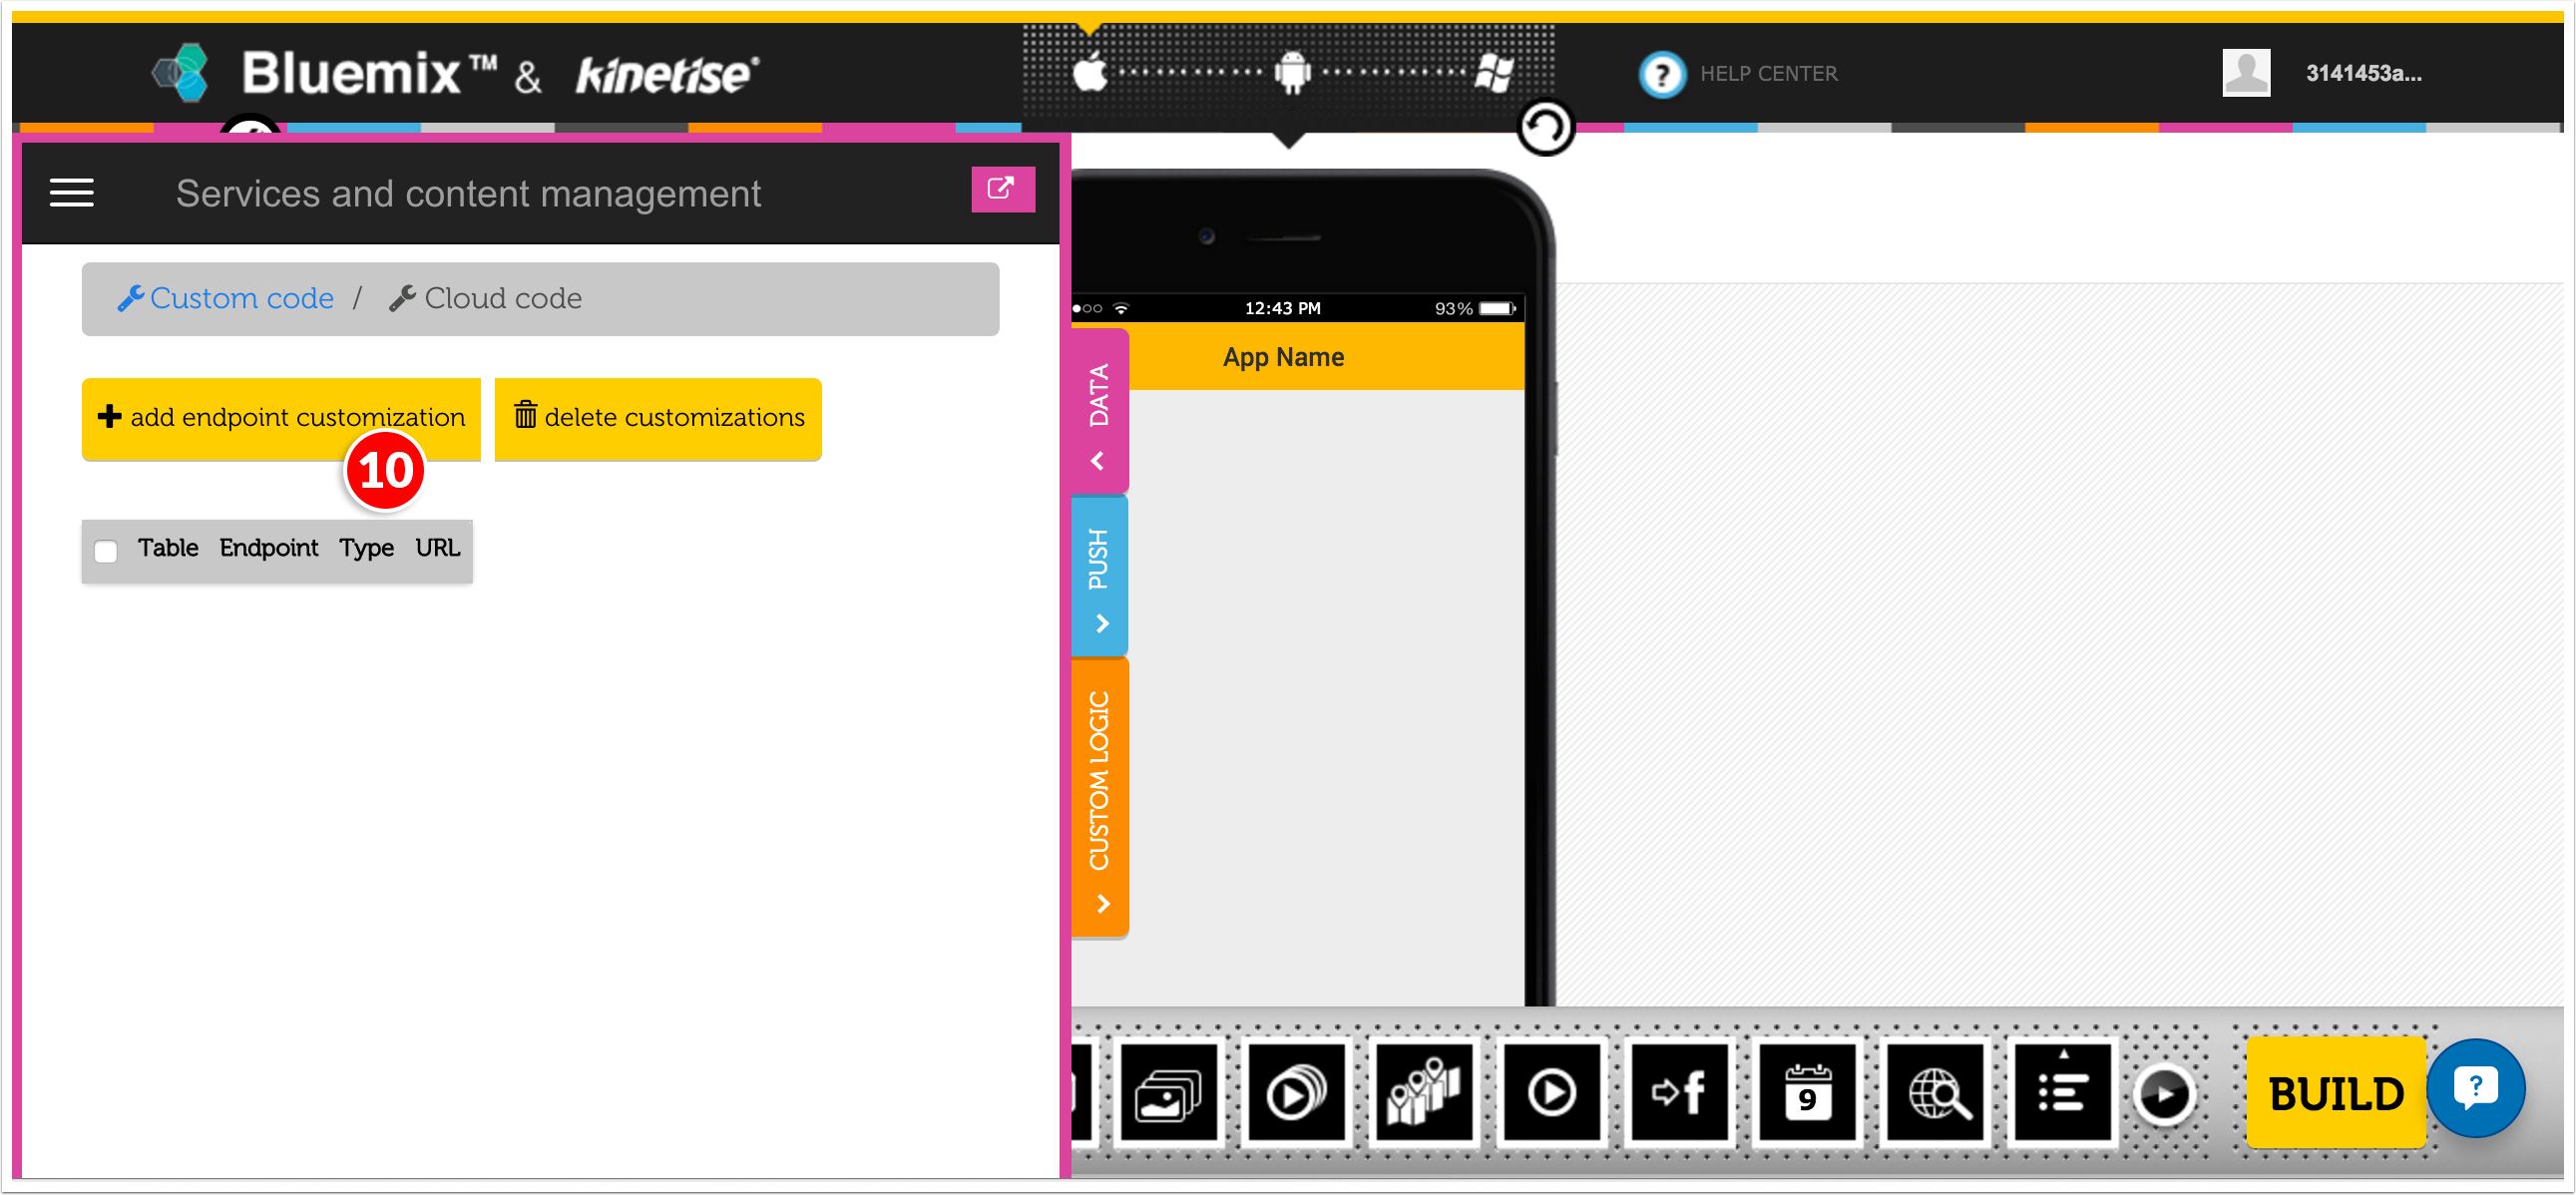 Bluemix™ & kinetise®
HELP CENTER
3141453a...
Services and content management
Custom code / Cloud code
add endpoint customization
delete customizations
10
Table Endpoint Type URL
12:43 PM
93%
App Name
DATA
PUSH
CUSTOM LOGIC
f
9
BUILD